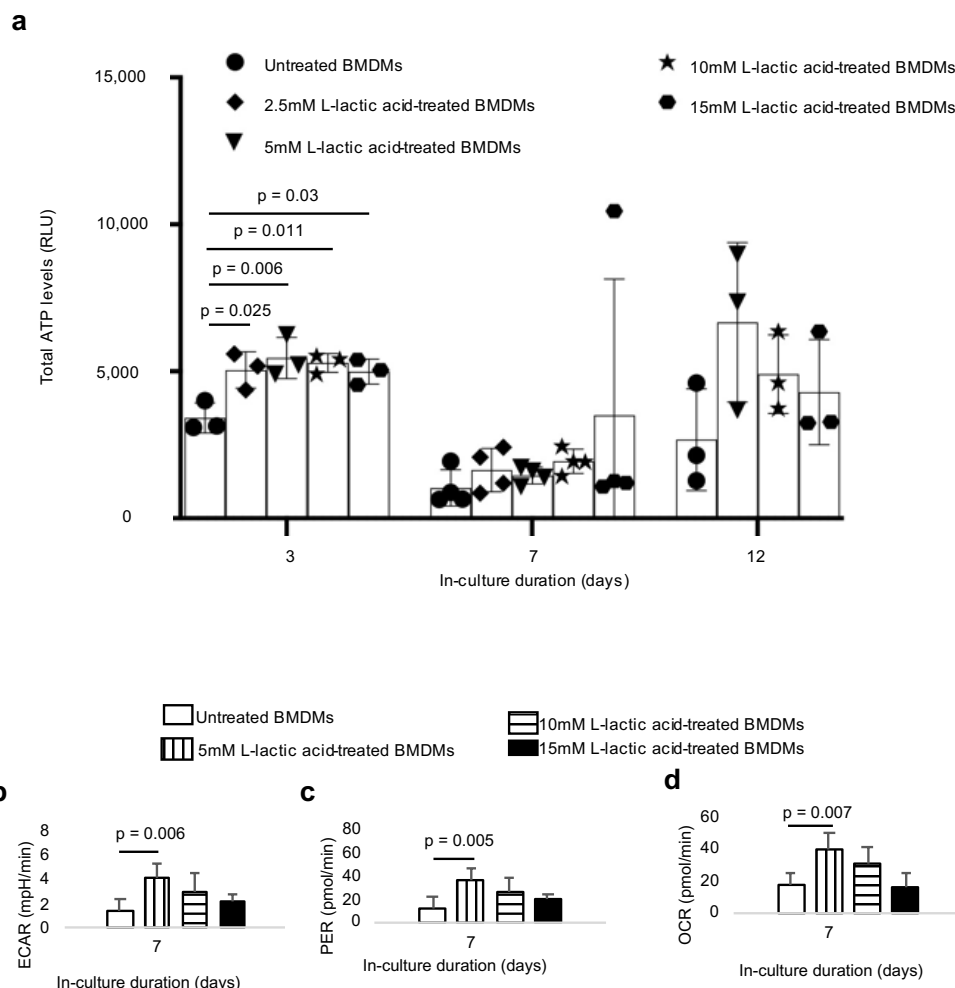 a
Untreated BMDMs
2.5mM L-lactic acid-treated BMDMs
5mM L-lactic acid-treated BMDMs
10mM L-lactic acid-treated BMDMs
15mM L-lactic acid-treated BMDMs
Total ATP levels (RLU)
15,000
10,000
5,000
0
p = 0.03
p = 0.011
p = 0.006
p = 0.025
3
7
12
In-culture duration (days)
Untreated BMDMs
5mM L-lactic acid-treated BMDMs
10mM L-lactic acid-treated BMDMs
15mM L-lactic acid-treated BMDMs
b
ECAR (mpH/min)
8
6
4
2
0
p = 0.006
7
In-culture duration (days)
c
PER (pmol/min)
80
60
40
20
0
p = 0.005
7
In-culture duration (days)
d
OCR (pmol/min)
60
40
20
0
p = 0.007
7
In-culture duration (days)